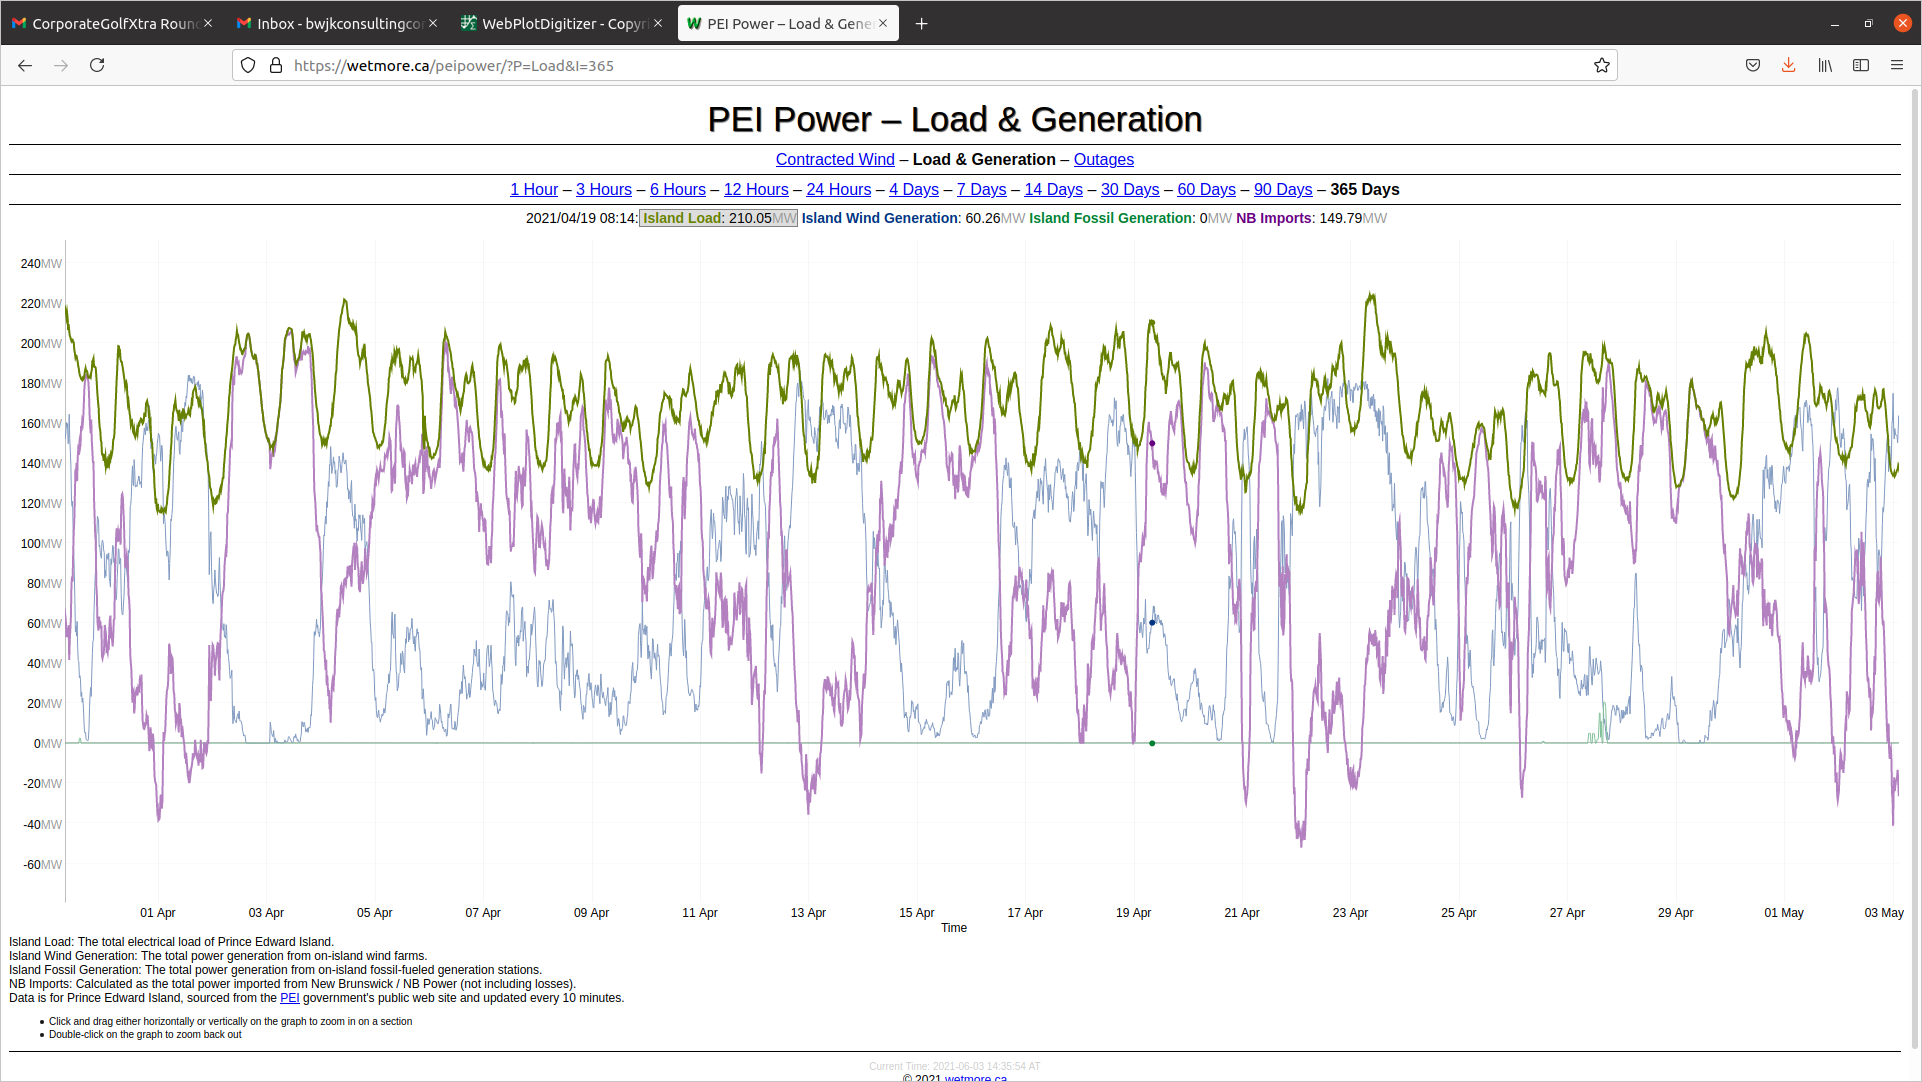 CorporateGolfXtra Roun
Inbox - bwjkconsultingco
WebPlotDigitizer - Copyri
PEI Power – Load & Gene
https://wetmore.ca/peipower/?P=Load&I=365
PEI Power – Load & Generation
Contracted Wind – Load & Generation – Outages
1 Hour – 3 Hours – 6 Hours – 12 Hours – 24 Hours – 4 Days – 7 Days – 14 Days – 30 Days – 60 Days – 90 Days – 365 Days
2021/04/19 08:14: Island Load: 210.05MW Island Wind Generation: 60.26MW Island Fossil Generation: 0MW NB Imports: 149.79MW
240MW
220MW
200MW
180MW
160MW
140MW
120MW
100MW
80MW
60MW
40MW
20MW
0MW
-20MW
-40MW
-60MW
01 Apr 03 Apr 05 Apr 07 Apr 09 Apr 11 Apr 13 Apr 15 Apr 17 Apr 19 Apr 21 Apr 23 Apr 25 Apr 27 Apr 29 Apr 01 May 03 May
Time
Island Load: The total electrical load of Prince Edward Island.
Island Wind Generation: The total power generation from on-island wind farms.
Island Fossil Generation: The total power generation from on-island fossil-fueled generation stations.
NB Imports: Calculated as the total power imported from New Brunswick / NB Power (not including losses).
Data is for Prince Edward Island, sourced from the PEI government's public web site and updated every 10 minutes.
• Click and drag either horizontally or vertically on the graph to zoom in on a section
• Double-click on the graph to zoom back out
Current Time: 2021-06-03 14:35:54 AT
© 2021 wetmore.ca